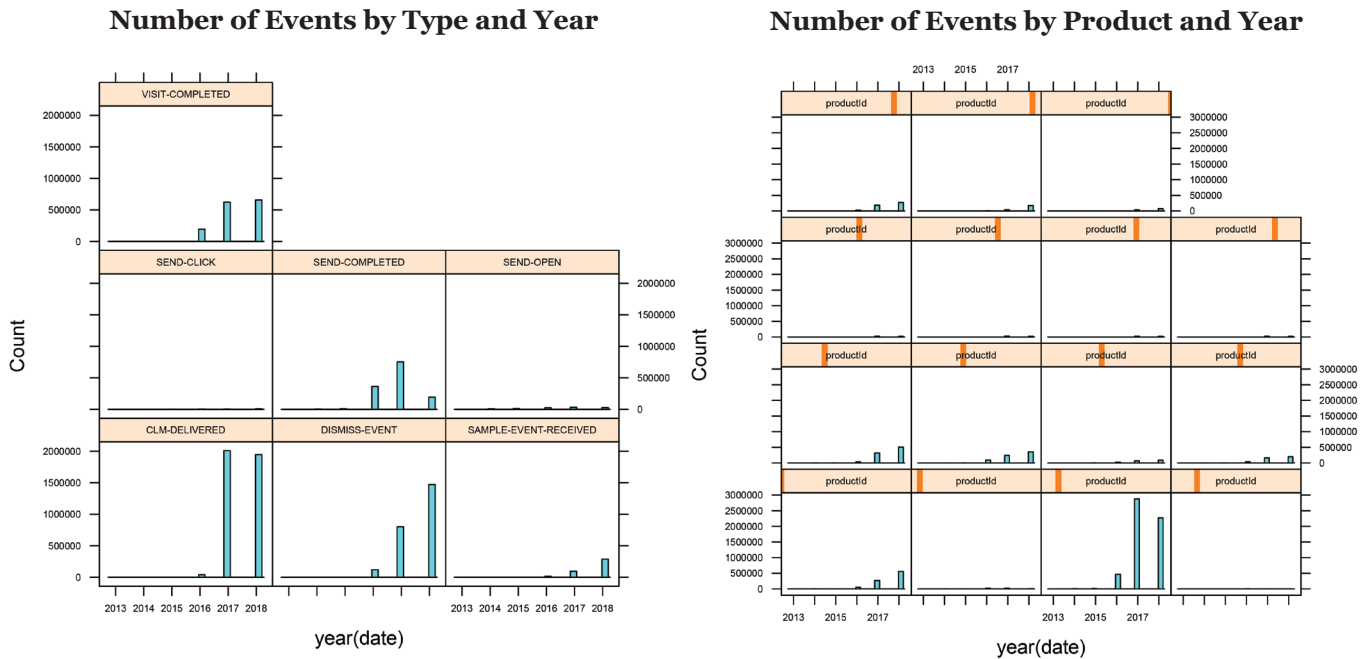 Number of Events by Type and Year
VISIT-COMPLETED
2000000
1500000
1000000
500000
0
SEND-CLICK SEND-COMPLETED SEND-OPEN
2000000
1500000
1000000
500000
0
CLM-DELIVERED DISMISS-EVENT SAMPLE-EVENT-RECEIVED
2000000
1500000
1000000
500000
0
2013 2014 2015 2016 2017 2018 2013 2014 2015 2016 2017 2018
Count
year(date)
Number of Events by Product and Year
2013 2015 2017
productId productId productId
3000000
2500000
2000000
1500000
1000000
500000
0
productId productId productId productId
3000000
2500000
2000000
1500000
1000000
500000
0
productId productId productId productId
3000000
2500000
2000000
1500000
1000000
500000
0
productId productId productId productId
3000000
2500000
2000000
1500000
1000000
500000
0
2013 2015 2017 2013 2015 2017
Count
year(date)